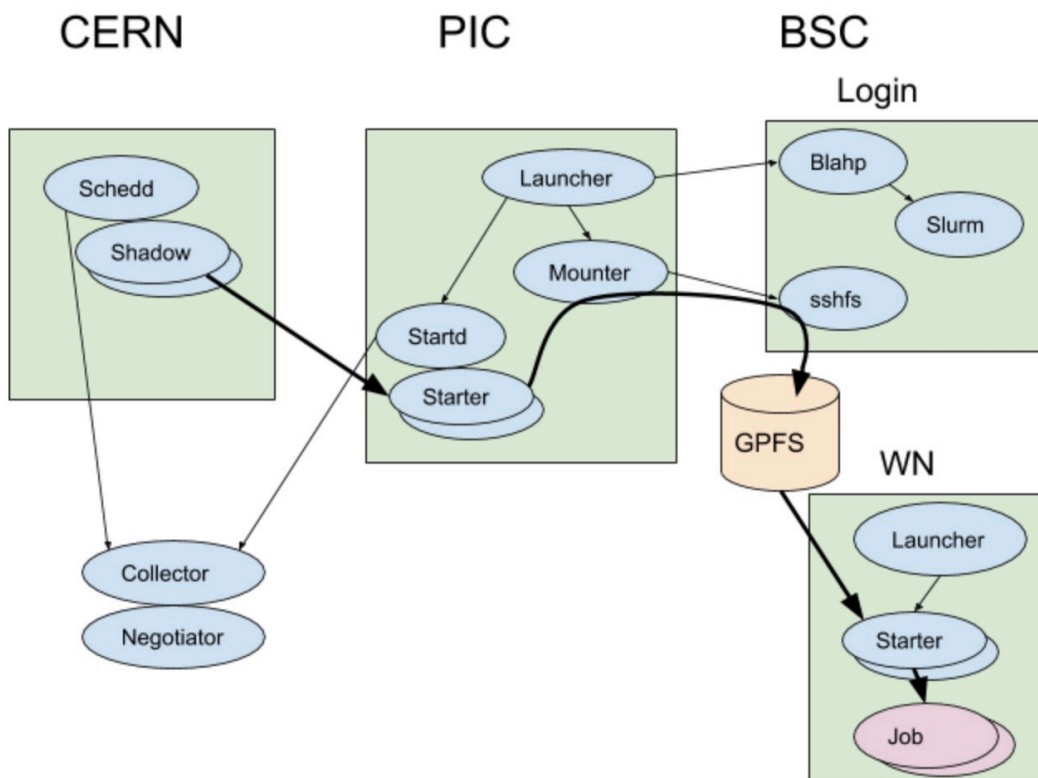 CERN
PIC
BSC
Login
Schedd
Shadow
Launcher
Mounter
Startd
Starter
Blahp
Slurm
sshfs
GPFS
WN
Launcher
Starter
Job
Collector
Negotiator